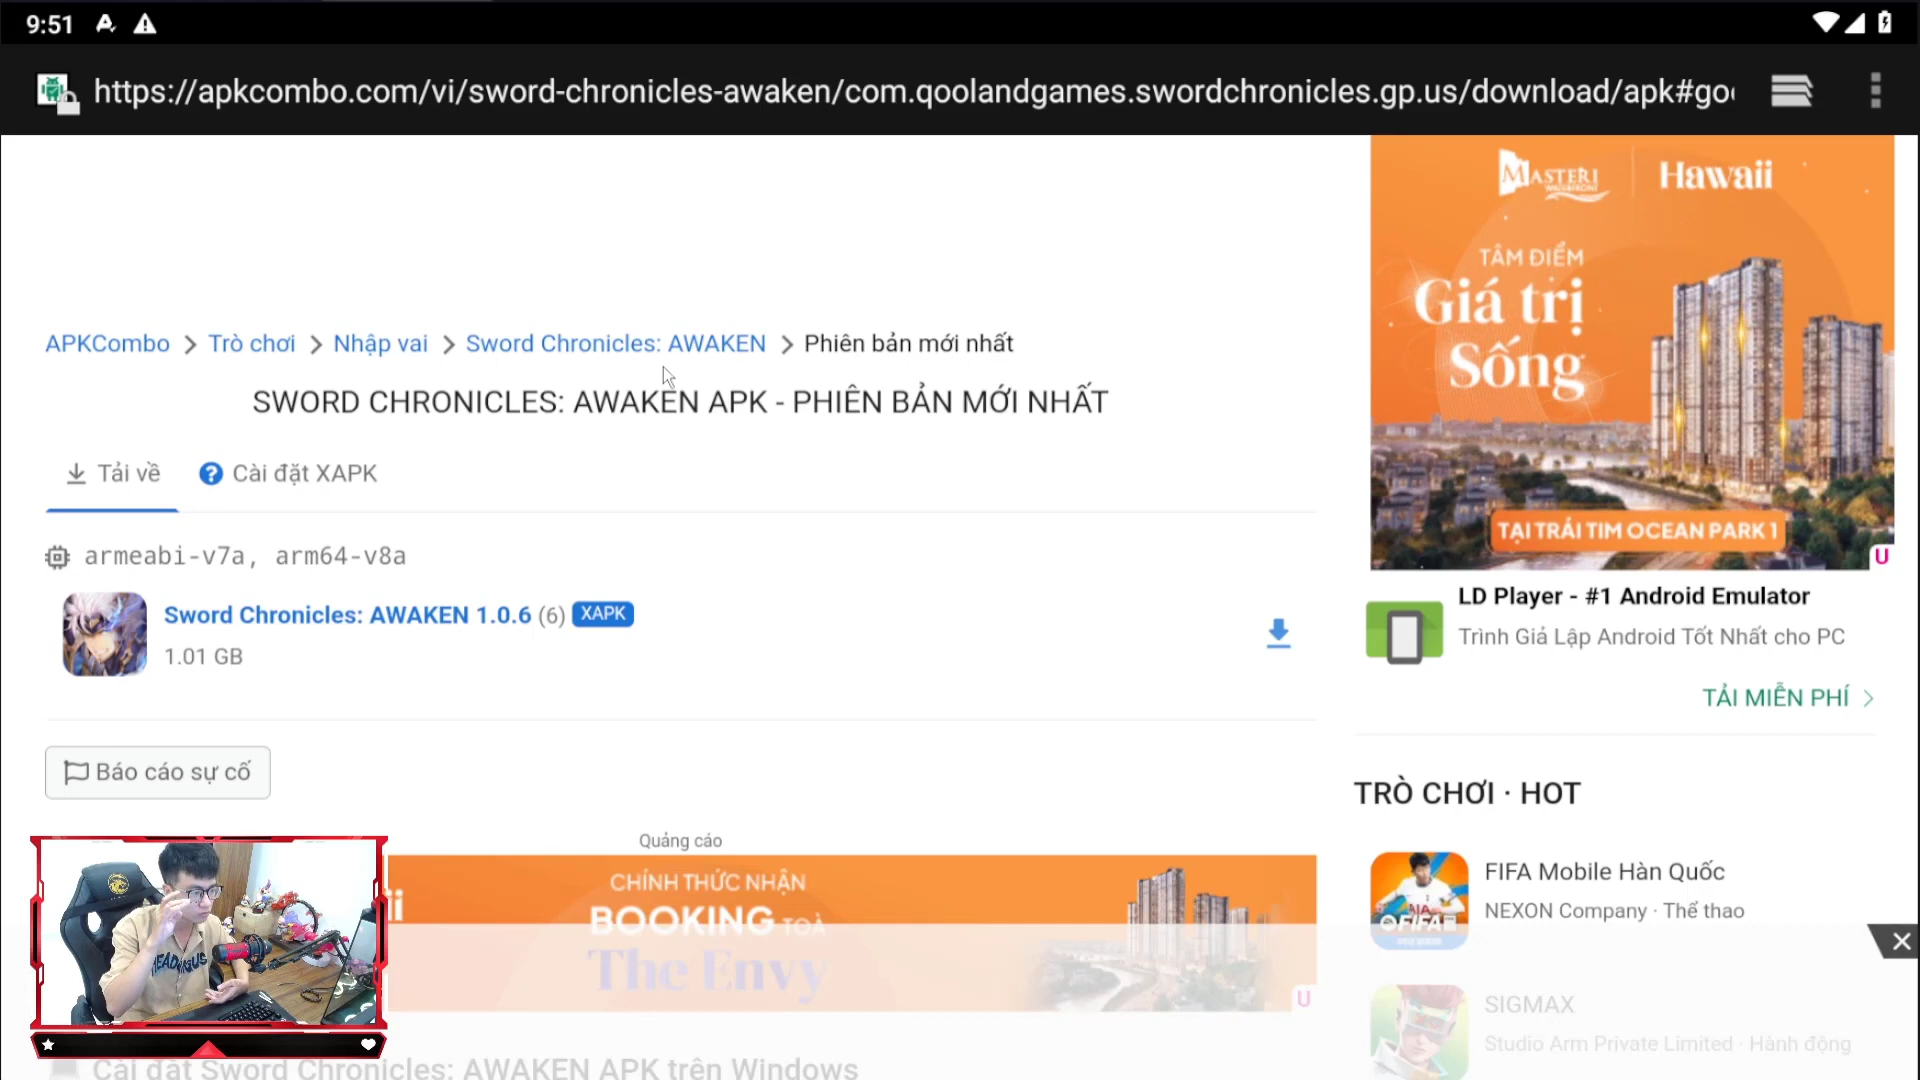 9:51
https://apkcombo.com/vi/sword-chronicles-awaken/com.qoolandgames.swordchronicles.gp.us/download/apk#goo
APKCombo > Trò chơi > Nhập vai > Sword Chronicles: AWAKEN > Phiên bản mới nhất
SWORD CHRONICLES: AWAKEN APK - PHIÊN BẢN MỚI NHẤT
Tải về
Cài đặt XAPK
armeabi-v7a, arm64-v8a
Sword Chronicles: AWAKEN 1.0.6 (6) XAPK
1.01 GB
Báo cáo sự cố
Quảng cáo
CHÍNH THỨC NHẬN
BOOKING TOÀ
The Envy
U
HEAD
Cài đặt Sword Chronicles: AWAKEN APK trên Windows
MASTERI
WATERFRONT
Hawaii
TÂM ĐIỂM
Giá trị
Sống
TẠI TRÁI TIM OCEAN PARK 1
U
LD Player - #1 Android Emulator
Trình Giả Lập Android Tốt Nhất cho PC
TẢI MIỄN PHÍ >
TRÒ CHƠI · HOT
FIFA Mobile Hàn Quốc
NEXON Company · Thể thao
FIFA
SIGMAX
Studio Arm Private Limited · Hành động